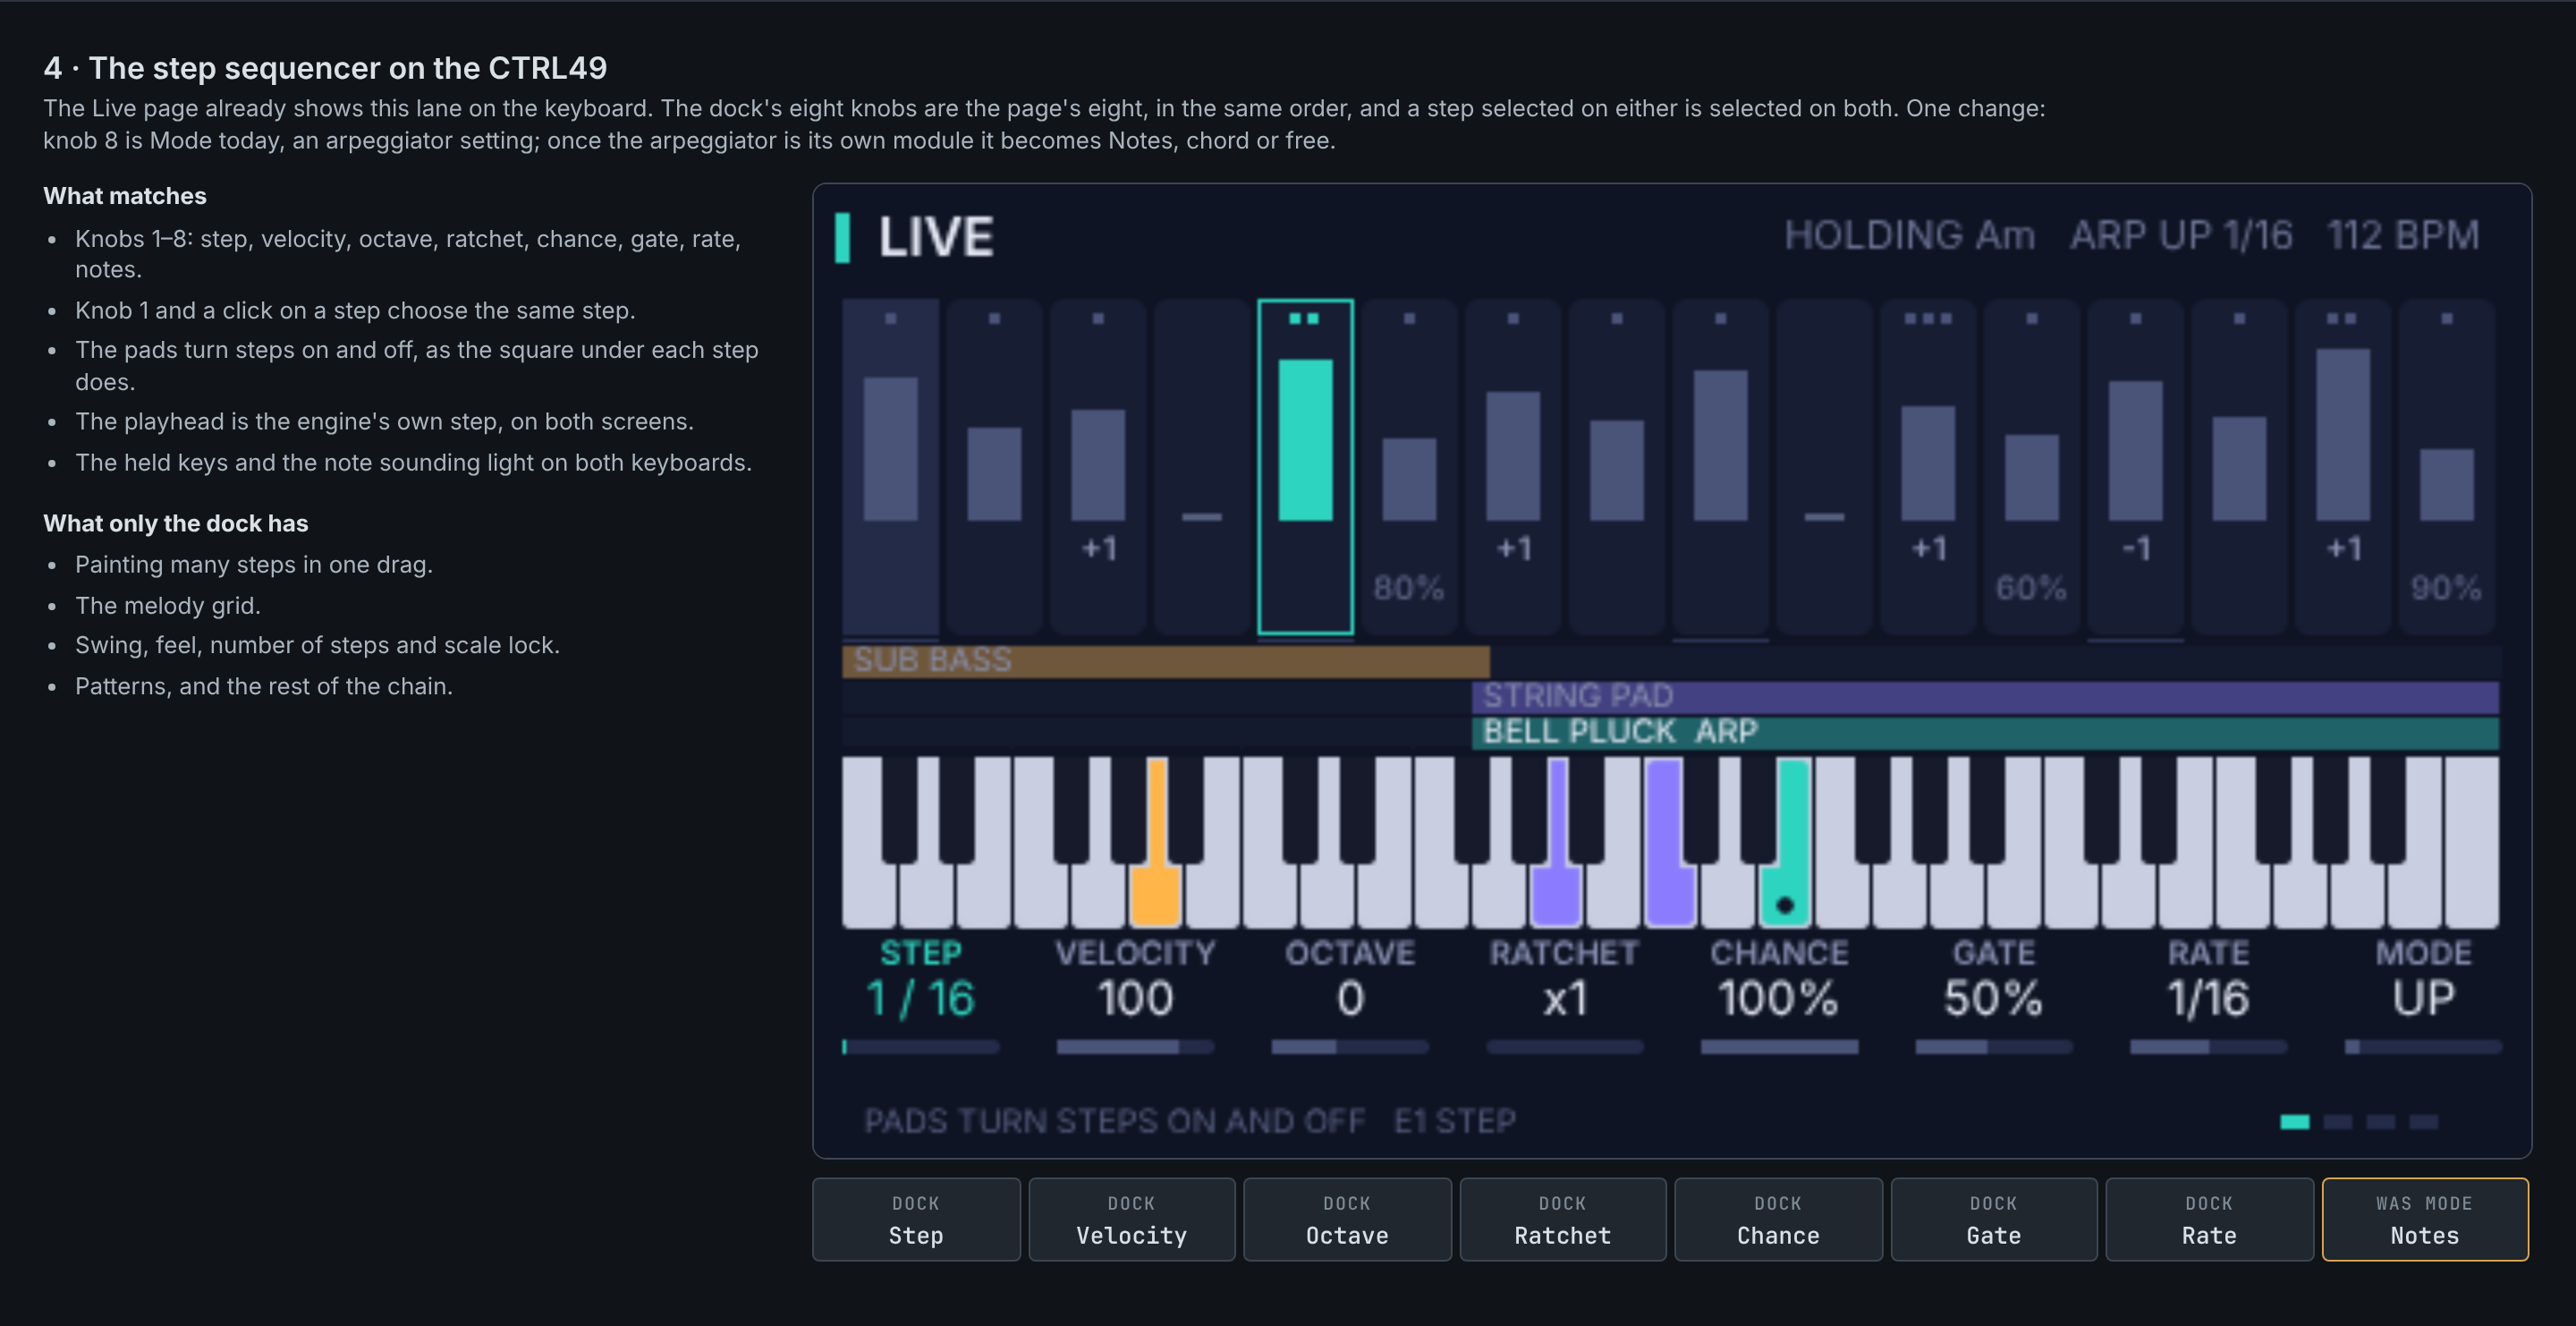 4 · The step sequencer on the CTRL49
The Live page already shows this lane on the keyboard. The dock's eight knobs are the page's eight, in the same order, and a step selected on either is selected on both. One change:
knob 8 is Mode today, an arpeggiator setting; once the arpeggiator is its own module it becomes Notes, chord or free.
What matches
• Knobs 1–8: step, velocity, octave, ratchet, chance, gate, rate,
notes.
• Knob 1 and a click on a step choose the same step.
• The pads turn steps on and off, as the square under each step
does.
• The playhead is the engine's own step, on both screens.
• The held keys and the note sounding light on both keyboards.
What only the dock has
• Painting many steps in one drag.
• The melody grid.
• Swing, feel, number of steps and scale lock.
• Patterns, and the rest of the chain.
LIVE HOLDING Am ARP UP 1/16 112 BPM
+1 +1 +1 -1 +1
80% 60% 90%
SUB BASS
STRING PAD
BELL PLUCK ARP
STEP VELOCITY OCTAVE RATCHET CHANCE GATE RATE MODE
1 / 16 100 0 x1 100% 50% 1/16 UP
PADS TURN STEPS ON AND OFF E1 STEP
DOCK DOCK DOCK DOCK DOCK DOCK DOCK WAS MODE
Step Velocity Octave Ratchet Chance Gate Rate Notes